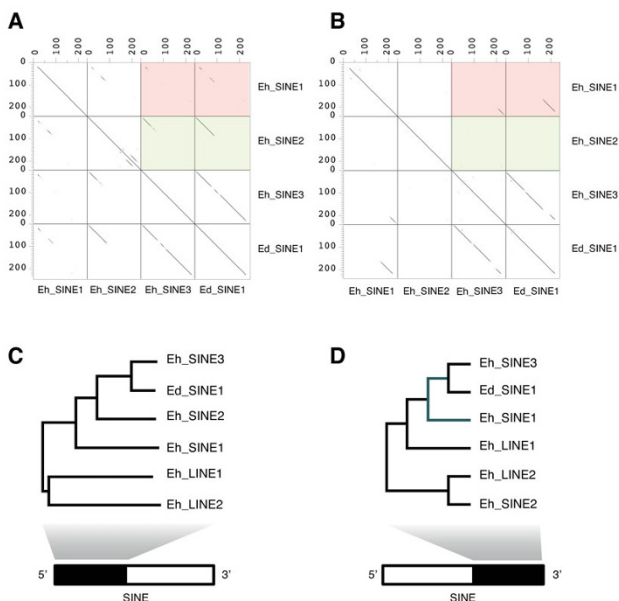 A
B
0 100 200 0 100 200 0 100 200 0 100 200
0 100 200 0 100 200 0 100 200 0 100 200
0
100
200
0
100
200
0
100
200
0
100
200
Eh_SINE1
Eh_SINE2
Eh_SINE3
Ed_SINE1
Eh_SINE1 Eh_SINE2 Eh_SINE3 Ed_SINE1
0
100
200
0
100
200
0
100
200
0
100
200
Eh_SINE1
Eh_SINE2
Eh_SINE3
Ed_SINE1
Eh_SINE1 Eh_SINE2 Eh_SINE3 Ed_SINE1
C
Eh_SINE3
Ed_SINE1
Eh_SINE2
Eh_SINE1
Eh_LINE1
Eh_LINE2
5' 3'
SINE
D
Eh_SINE3
Ed_SINE1
Eh_SINE1
Eh_LINE1
Eh_LINE2
Eh_SINE2
5' 3'
SINE